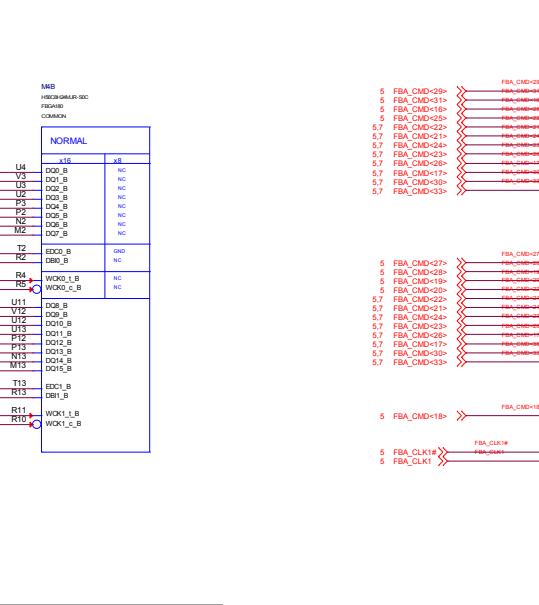 M4B
FBGA180
COMMON
NORMAL
x16 x8
U4 DQ0_B NC
V3 DQ1_B NC
U3 DQ2_B NC
U2 DQ3_B NC
P3 DQ4_B NC
P2 DQ5_B NC
N2 DQ6_B NC
M2 DQ7_B NC
T2 EDC0_B GND
R2 DBI0_B NC
R4 WCK0_t_B NC
R5 WCK0_c_B NC
U11 DQ8_B
V12 DQ9_B
U12 DQ10_B
U13 DQ11_B
P12 DQ12_B
P13 DQ13_B
N13 DQ14_B
M13 DQ15_B
T13 EDC1_B
R13 DBI1_B
R11 WCK1_t_B
R10 WCK1_c_B
5 FBA_CMD<29> FBA_CMD<29
5 FBA_CMD<31>
5 FBA_CMD<16>
5 FBA_CMD<25>
5,7 FBA_CMD<22>
5,7 FBA_CMD<21>
5,7 FBA_CMD<24>
5,7 FBA_CMD<23>
5,7 FBA_CMD<26>
5,7 FBA_CMD<17>
5,7 FBA_CMD<30>
5,7 FBA_CMD<33>
5 FBA_CMD<27> FBA_CMD<27
5 FBA_CMD<28>
5 FBA_CMD<19>
5 FBA_CMD<20>
5,7 FBA_CMD<22>
5,7 FBA_CMD<21>
5,7 FBA_CMD<24>
5,7 FBA_CMD<23>
5,7 FBA_CMD<26>
5,7 FBA_CMD<17>
5,7 FBA_CMD<30>
5,7 FBA_CMD<33>
5 FBA_CMD<18> FBA_CMD<18
5 FBA_CLK1# FBA_CLK1#
5 FBA_CLK1 FBA_CLK1